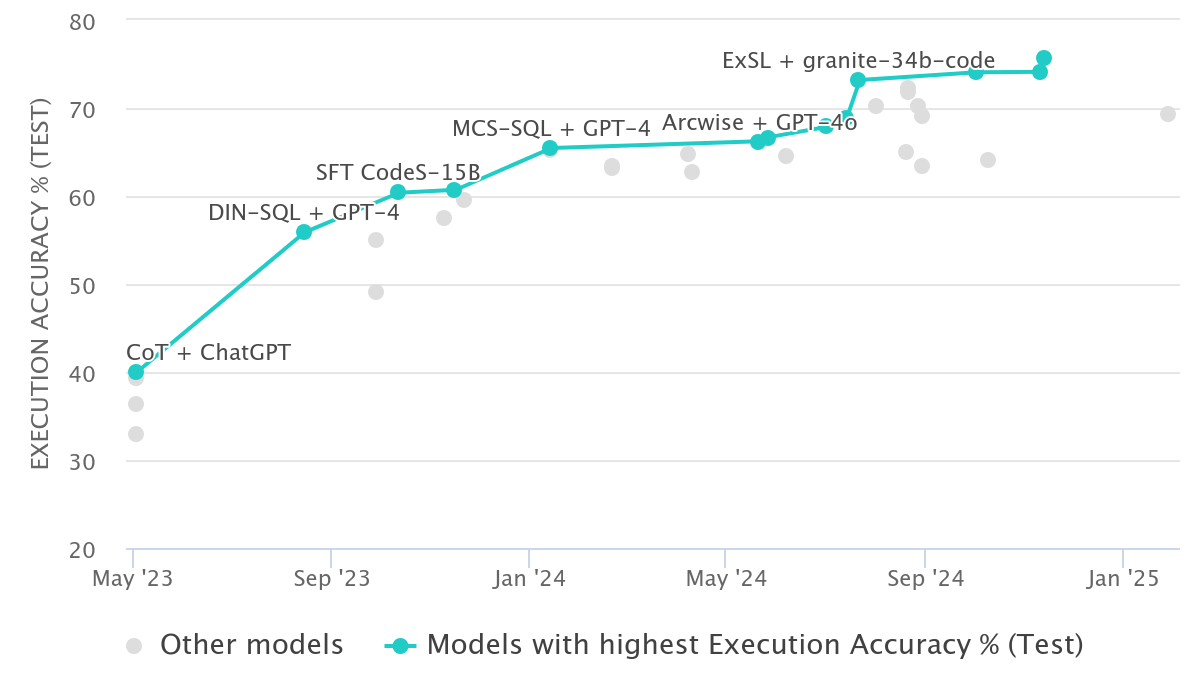 80
70
60
50
40
30
20
EXECUTION ACCURACY % (TEST)
ExSL + granite-34b-code
MCS-SQL + GPT-4
Arcwise + GPT-4o
SFT CodeS-15B
DIN-SQL + GPT-4
CoT + ChatGPT
May '23
Sep '23
Jan '24
May '24
Sep '24
Jan '25
Other models
Models with highest Execution Accuracy % (Test)